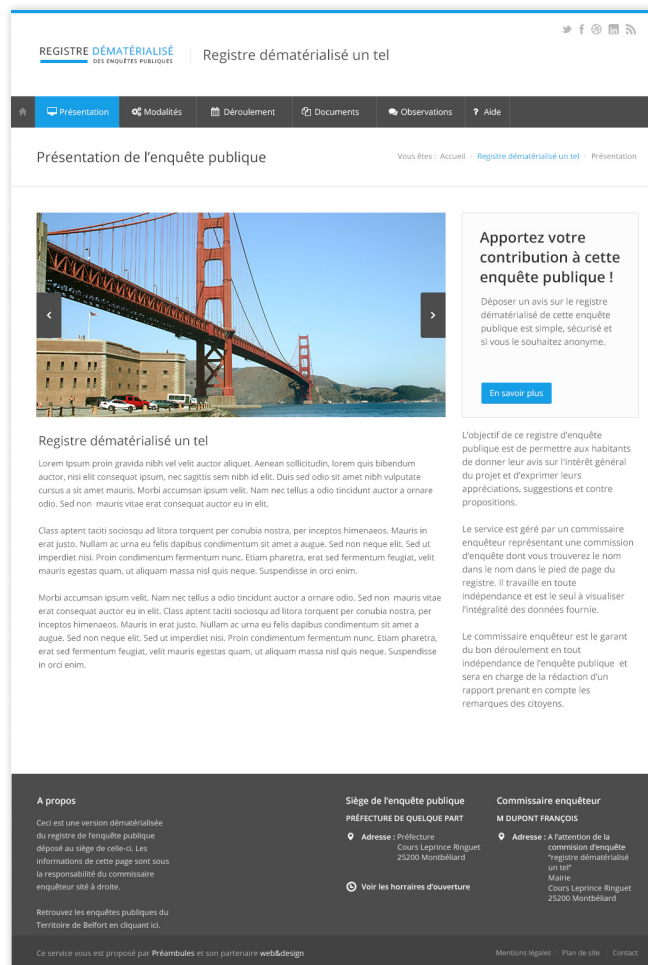 REGISTRE DÉMATÉRIALISÉ
DES ENQUÊTES PUBLIQUES
Registre dématérialisé un tel
Présentation
Modalités
Déroulement
Documents
Observations
? Aide
Présentation de l'enquête publique
Vous êtes : Accueil › Registre dématérialisé un tel › Présentation
Apportez votre
contribution à cette
enquête publique !
Déposer un avis sur le registre
dématérialisé de cette enquête
publique est simple, sécurisé et
si vous le souhaitez anonyme.
En savoir plus
Registre dématérialisé un tel
Lorem Ipsum proin gravida nibh vel velit auctor aliquet. Aenean sollicitudin, lorem quis bibendum
auctor, nisi elit consequat ipsum, nec sagittis sem nibh id elit. Duis sed odio sit amet nibh vulputate
cursus a sit amet mauris. Morbi accumsan ipsum velit. Nam nec tellus a odio tincidunt auctor a ornare
odio. Sed non  mauris vitae erat consequat auctor eu in elit.
Class aptent taciti sociosqu ad litora torquent per conubia nostra, per inceptos himenaeos. Mauris in
erat justo. Nullam ac urna eu felis dapibus condimentum sit amet a augue. Sed non neque elit. Sed ut
imperdiet nisi. Proin condimentum fermentum nunc. Etiam pharetra, erat sed fermentum feugiat, velit
mauris egestas quam, ut aliquam massa nisl quis neque. Suspendisse in orci enim.
Morbi accumsan ipsum velit. Nam nec tellus a odio tincidunt auctor a ornare odio. Sed non  mauris vitae
erat consequat auctor eu in elit. Class aptent taciti sociosqu ad litora torquent per conubia nostra, per
inceptos himenaeos. Mauris in erat justo. Nullam ac urna eu felis dapibus condimentum sit amet a
augue. Sed non neque elit. Sed ut imperdiet nisi. Proin condimentum fermentum nunc. Etiam pharetra,
erat sed fermentum feugiat, velit mauris egestas quam, ut aliquam massa nisl quis neque. Suspendisse
in orci enim.
L'objectif de ce registre d'enquête
publique est de permettre aux habitants
de donner leur avis sur l'intérêt général
du projet et d'exprimer leurs
appréciations, suggestions et contre
propositions.
Le service est géré par un commissaire
enquêteur représentant une commission
d'enquête dont vous trouverez le nom
dans le nom dans le pied de page du
registre. Il travaille en toute
indépendance et est le seul à visualiser
l'intégralité des données fournie.
Le commissaire enquêteur est le garant
du bon déroulement en tout
indépendance de l'enquête publique  et
sera en charge de la rédaction d'un
rapport prenant en compte les
remarques des citoyens.
A propos
Ceci est une version dématérialisée
du registre de l'enquête publique
déposé au siège de celle-ci. Les
informations de cette page sont sous
la responsabilité du commissaire
enquêteur sité à droite.
Retrouvez les enquêtes publiques du
Territoire de Belfort en cliquant ici.
Siège de l'enquête publique
PRÉFECTURE DE QUELQUE PART
Adresse : Préfecture
Cours Leprince Ringuet
25200 Montbéliard
Voir les horraires d'ouverture
Commissaire enquêteur
M DUPONT FRANÇOIS
Adresse : A l'attention de la
commision d'enquête
"registre dématérialisé
un tel"
Mairie
Cours Leprince Ringuet
25200 Montbéliard
Ce service vous est proposé par Préambules et son partenaire web&design
Mentions légales
Plan de site
Contact